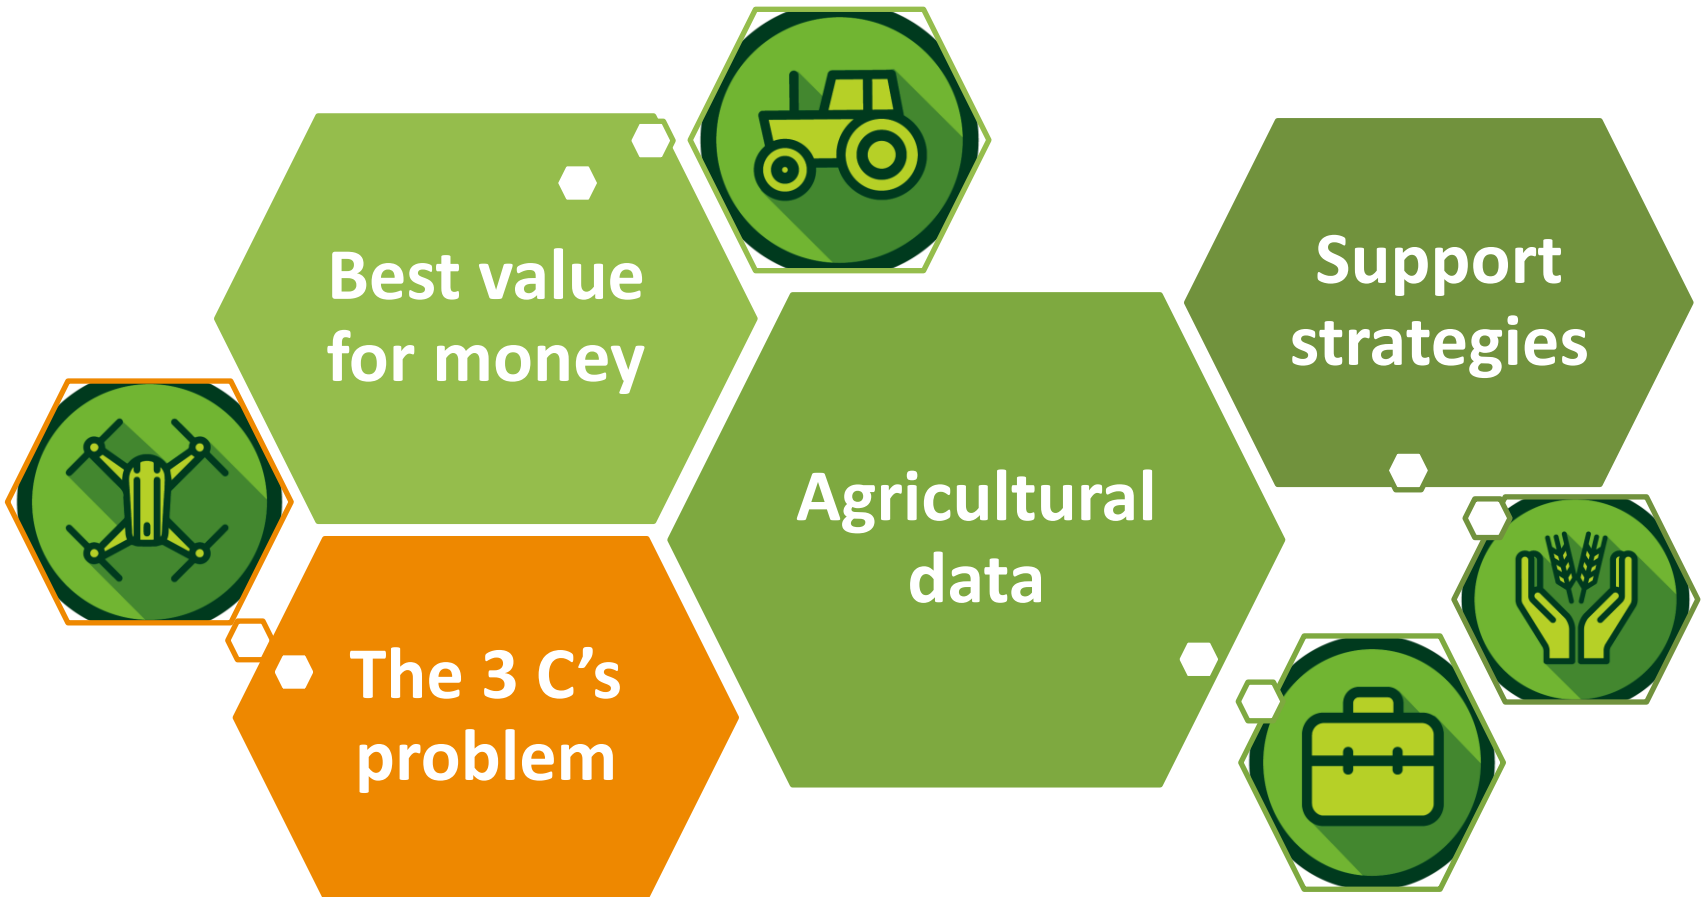 Best value
for money
Support
strategies
Agricultural
data
The 3 C’s
problem